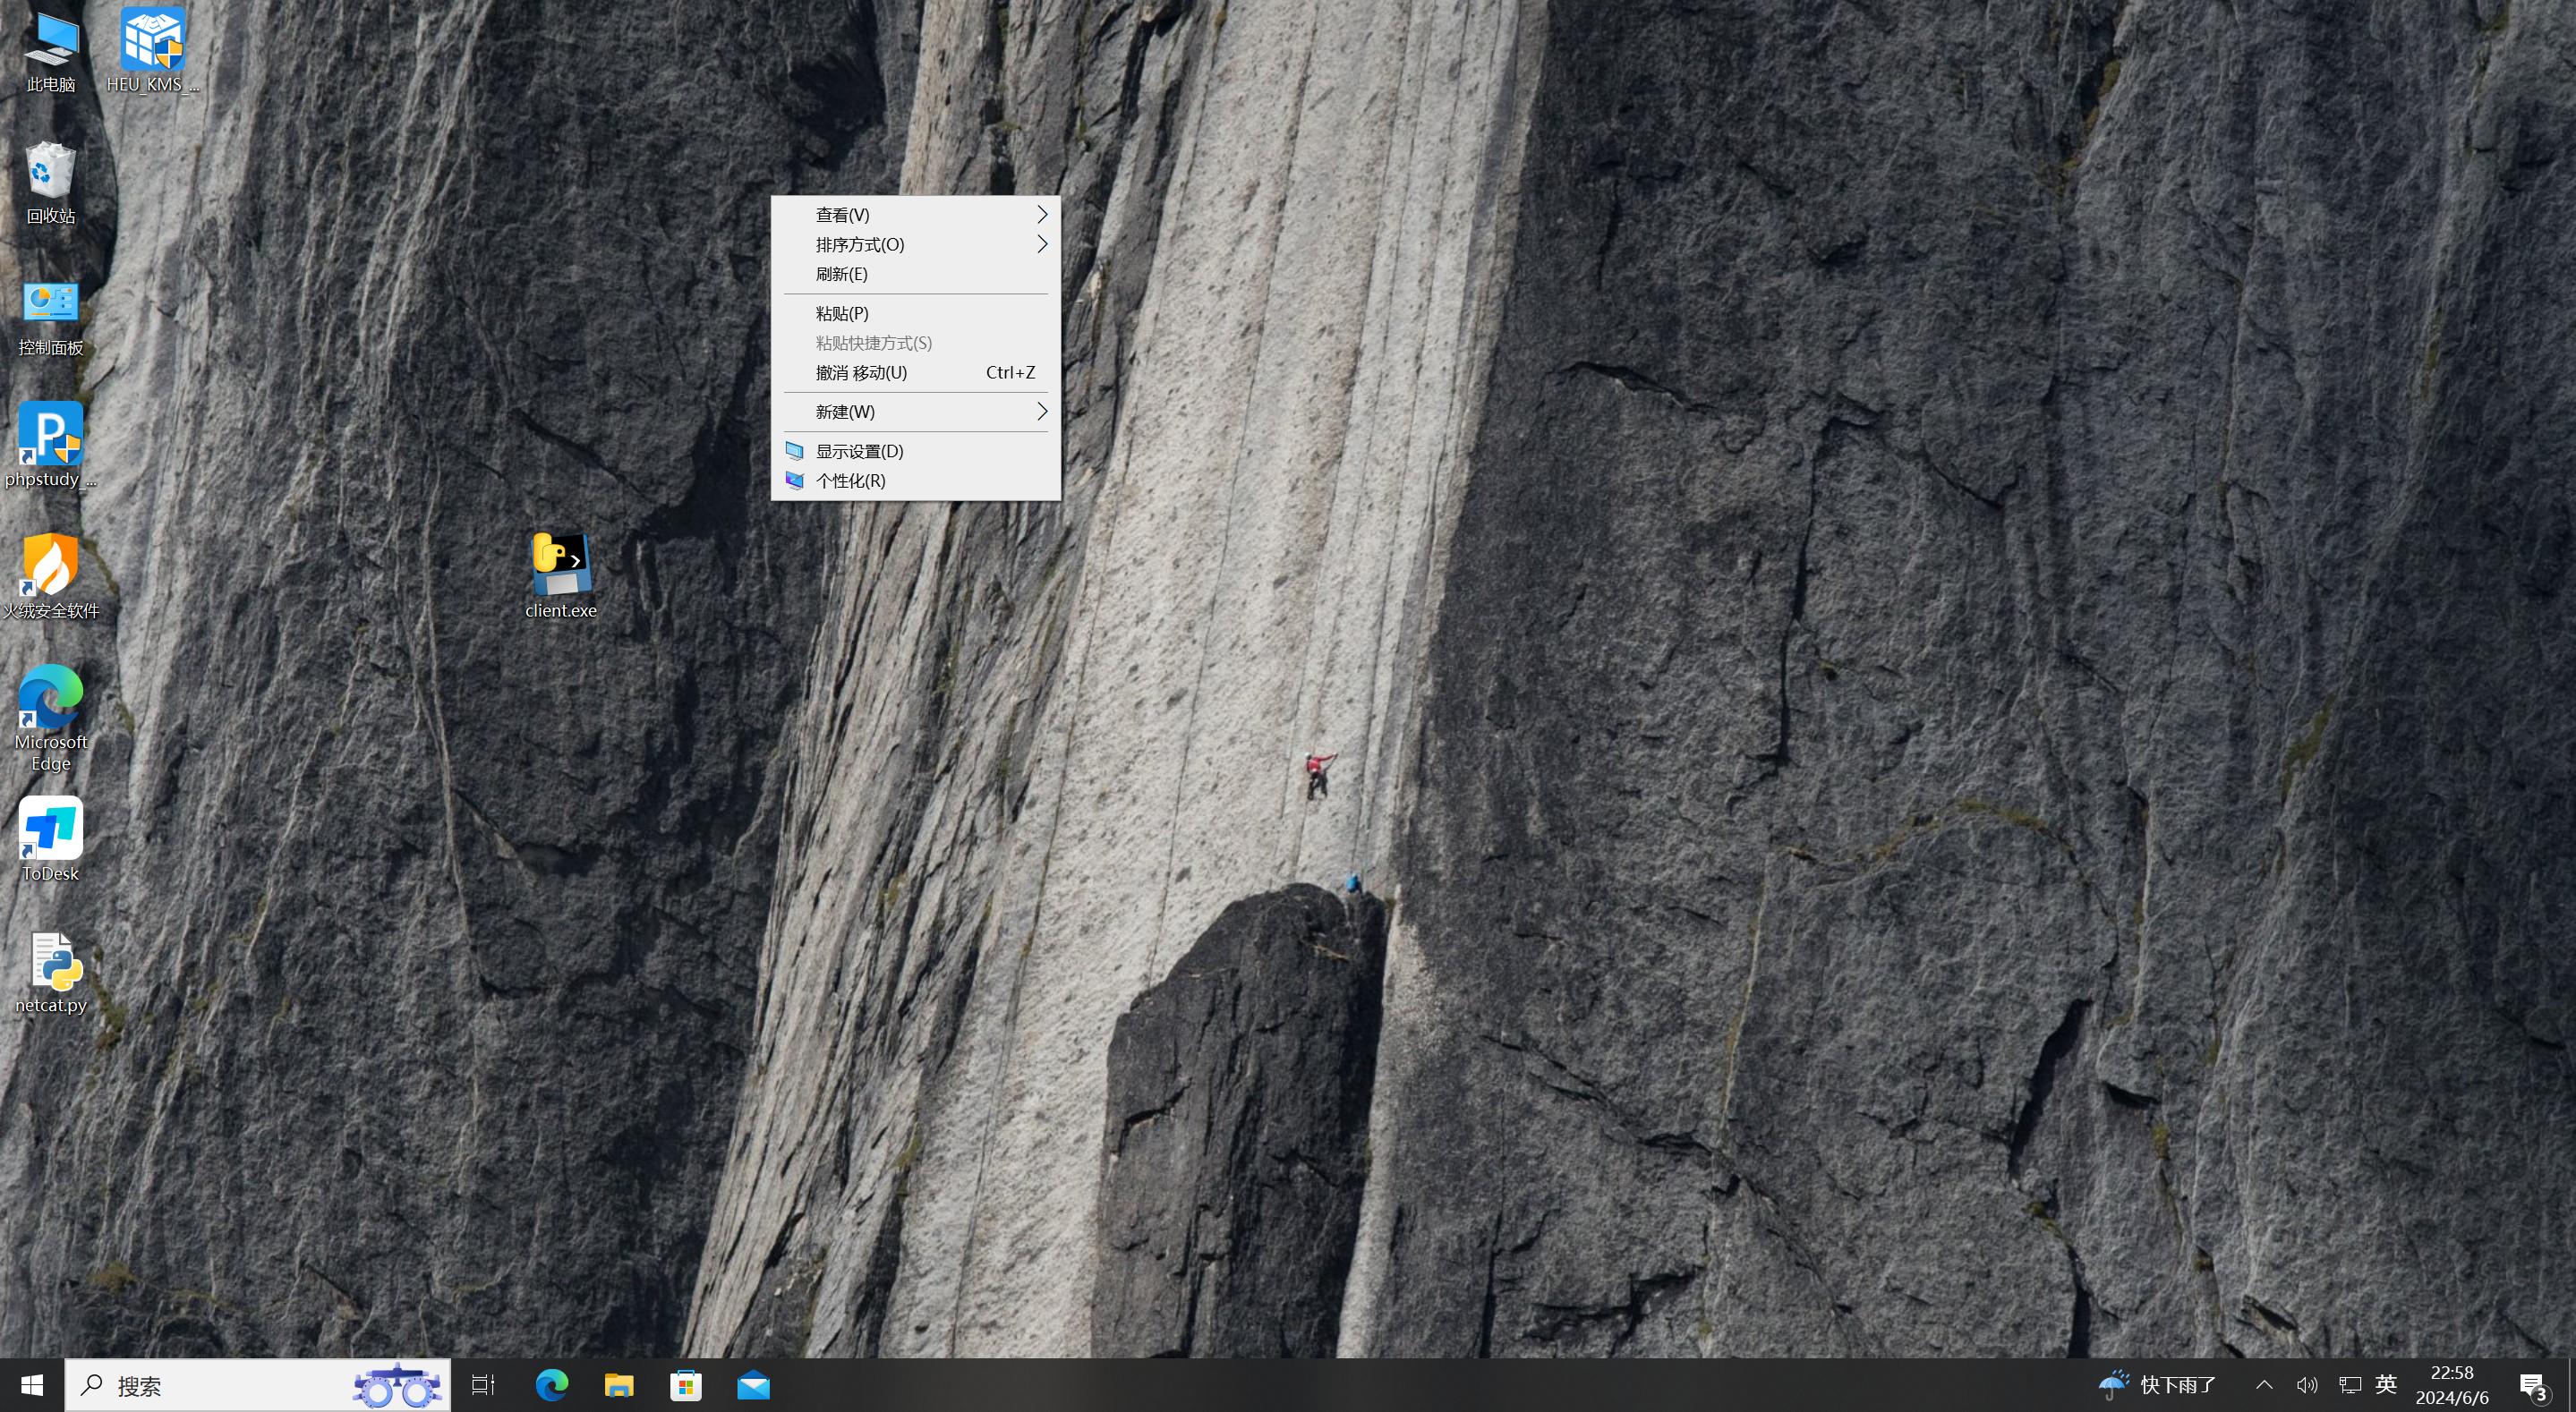 此电脑
HEU_KMS_...
回收站
控制面板
phpstudy_...
火绒安全软件
Microsoft
Edge
ToDesk
netcat.py
client.exe
查看(V)
排序方式(O)
刷新(E)
粘贴(P)
粘贴快捷方式(S)
撤消 移动(U) Ctrl+Z
新建(W)
显示设置(D)
个性化(R)
搜索
快下雨了
英
22:58
2024/6/6
3